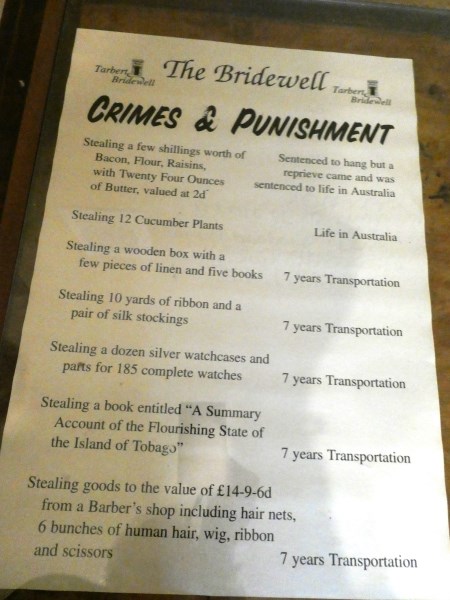 Tarbert
Bridewell
The Bridewell
Tarbert
Bridewell
CRIMES & PUNISHMENT
Stealing a few shillings worth of
Bacon, Flour, Raisins,
with Twenty Four Ounces
of Butter, valued at 2d
Sentenced to hang but a
reprieve came and was
sentenced to life in Australia
Stealing 12 Cucumber Plants
Life in Australia
Stealing a wooden box with a
few pieces of linen and five books
7 years Transportation
Stealing 10 yards of ribbon and a
pair of silk stockings
7 years Transportation
Stealing a dozen silver watchcases and
parts for 185 complete watches
7 years Transportation
Stealing a book entitled “A Summary
Account of the Flourishing State of
the Island of Tobago”
7 years Transportation
Stealing goods to the value of £14-9-6d
from a Barber’s shop including hair nets,
6 bunches of human hair, wig, ribbon
and scissors
7 years Transportation